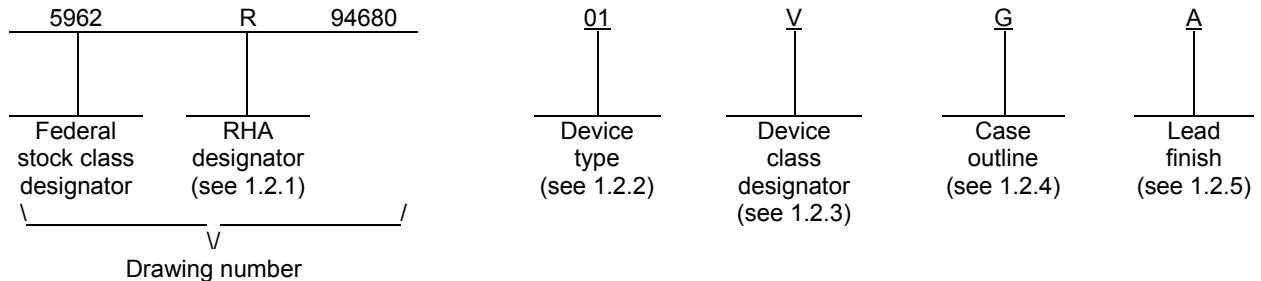 5962 R 94680 01 V G A
Federal stock class designator
RHA designator (see 1.2.1)
Device type (see 1.2.2)
Device class designator (see 1.2.3)
Case outline (see 1.2.4)
Lead finish (see 1.2.5)
\ /
\/
Drawing number